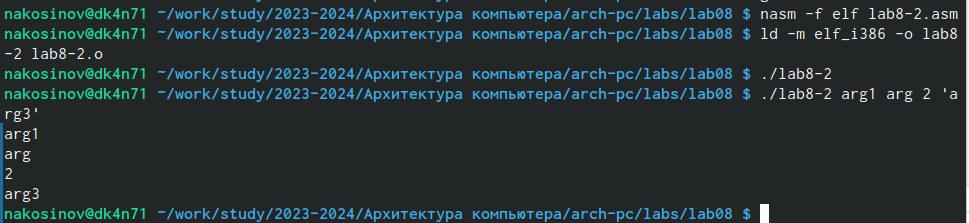 nakosinov@dk4n71 ~/work/study/2023-2024/Архитектура компьютера/arch-pc/labs/lab08 $ nasm -f elf lab8-2.asm
nakosinov@dk4n71 ~/work/study/2023-2024/Архитектура компьютера/arch-pc/labs/lab08 $ ld -m elf_i386 -o lab8
-2 lab8-2.o
nakosinov@dk4n71 ~/work/study/2023-2024/Архитектура компьютера/arch-pc/labs/lab08 $ ./lab8-2
nakosinov@dk4n71 ~/work/study/2023-2024/Архитектура компьютера/arch-pc/labs/lab08 $ ./lab8-2 arg1 arg 2 'a
rg3'
arg1
arg
2
arg3
nakosinov@dk4n71 ~/work/study/2023-2024/Архитектура компьютера/arch-pc/labs/lab08 $